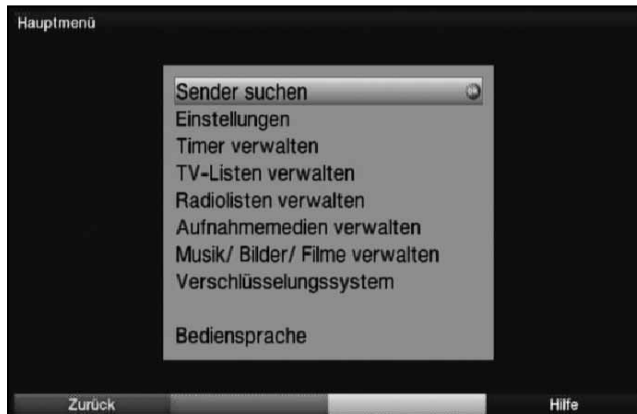 Hauptmenü
Sender suchen
Einstellungen
Timer verwalten
TV-Listen verwalten
Radiolisten verwalten
Aufnahmemedien verwalten
Musik/ Bilder/ Filme verwalten
Verschlüsselungssystem
Bediensprache
Zurück Hilfe